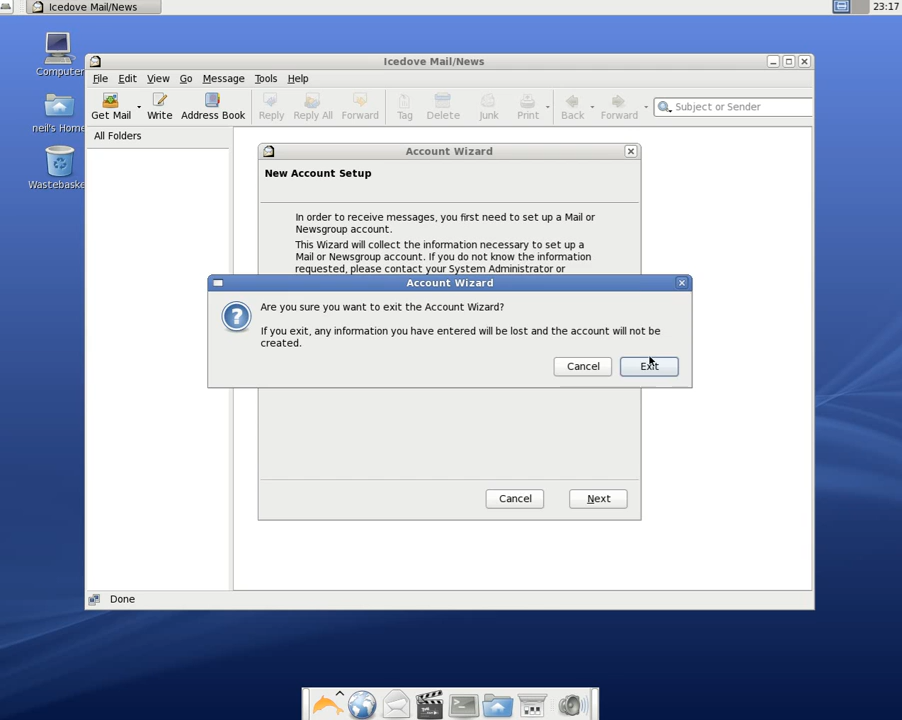 Icedove Mail/News
23:17
Computer
neil's Home
Wastebaske
Icedove Mail/News
File Edit View Go Message Tools Help
Get Mail Write Address Book Reply Reply All Forward Tag Delete Junk Print Back Forward Subject or Sender
All Folders
Account Wizard
New Account Setup
In order to receive messages, you first need to set up a Mail or
Newsgroup account.
This Wizard will collect the information necessary to set up a
Mail or Newsgroup account. If you do not know the information
requested, please contact your System Administrator or
Account Wizard
Are you sure you want to exit the Account Wizard?
If you exit, any information you have entered will be lost and the account will not be
created.
Cancel Exit
Cancel Next
Done